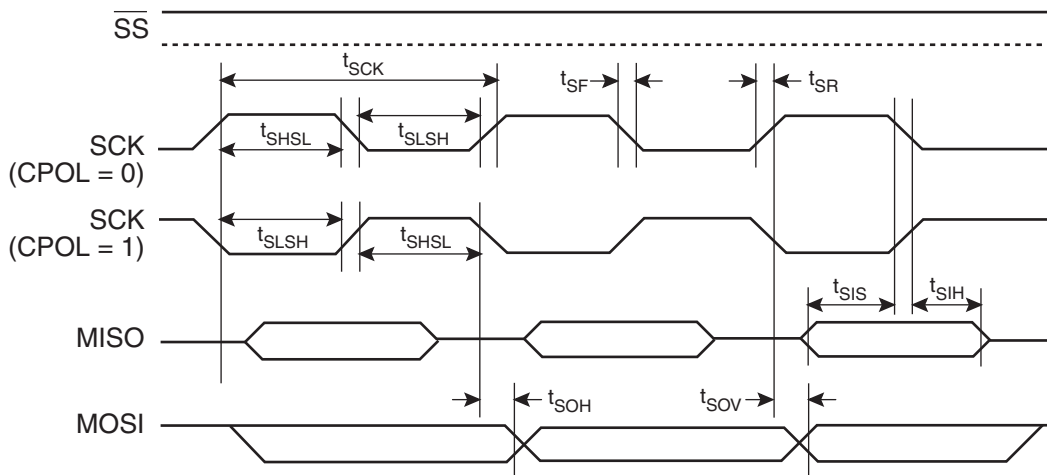 SS
tSCK
tSF
tSR
SCK
(CPOL = 0)
tSHSL
tSLSH
SCK
(CPOL = 1)
tSLSH
tSHSL
tSIS
tSIH
MISO
tSOH
tSOV
MOSI